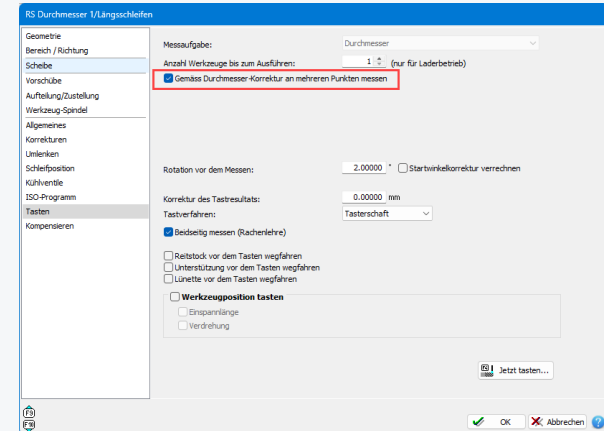 RS Durchmesser 1/Längsschleifen
Geometrie
Bereich / Richtung
Scheibe
Vorschübe
Aufteilung/Zustellung
Werkzeug-Spindel
Allgemeines
Korrekturen
Umlenken
Schleifposition
Kühlventile
ISO-Programm
Tasten
Kompensieren
Messaufgabe: Durchmesser
Anzahl Werkzeuge bis zum Ausführen: 1 (nur für Laderbetrieb)
Gemäss Durchmesser-Korrektur an mehreren Punkten messen
Rotation vor dem Messen: 2.00000 ° Startwinkelkorrektur verrechnen
Korrektur des Tastresultats: 0.00000 mm
Tastverfahren: Tasterschaft
Beidseitig messen (Rachenlehre)
Reitstock vor dem Tasten wegfahren
Unterstützung vor dem Tasten wegfahren
Lünette vor dem Tasten wegfahren
Werkzeugposition tasten
Einspannlänge
Verdrehung
Jetzt tasten...
F9
F10
OK Abbrechen ?